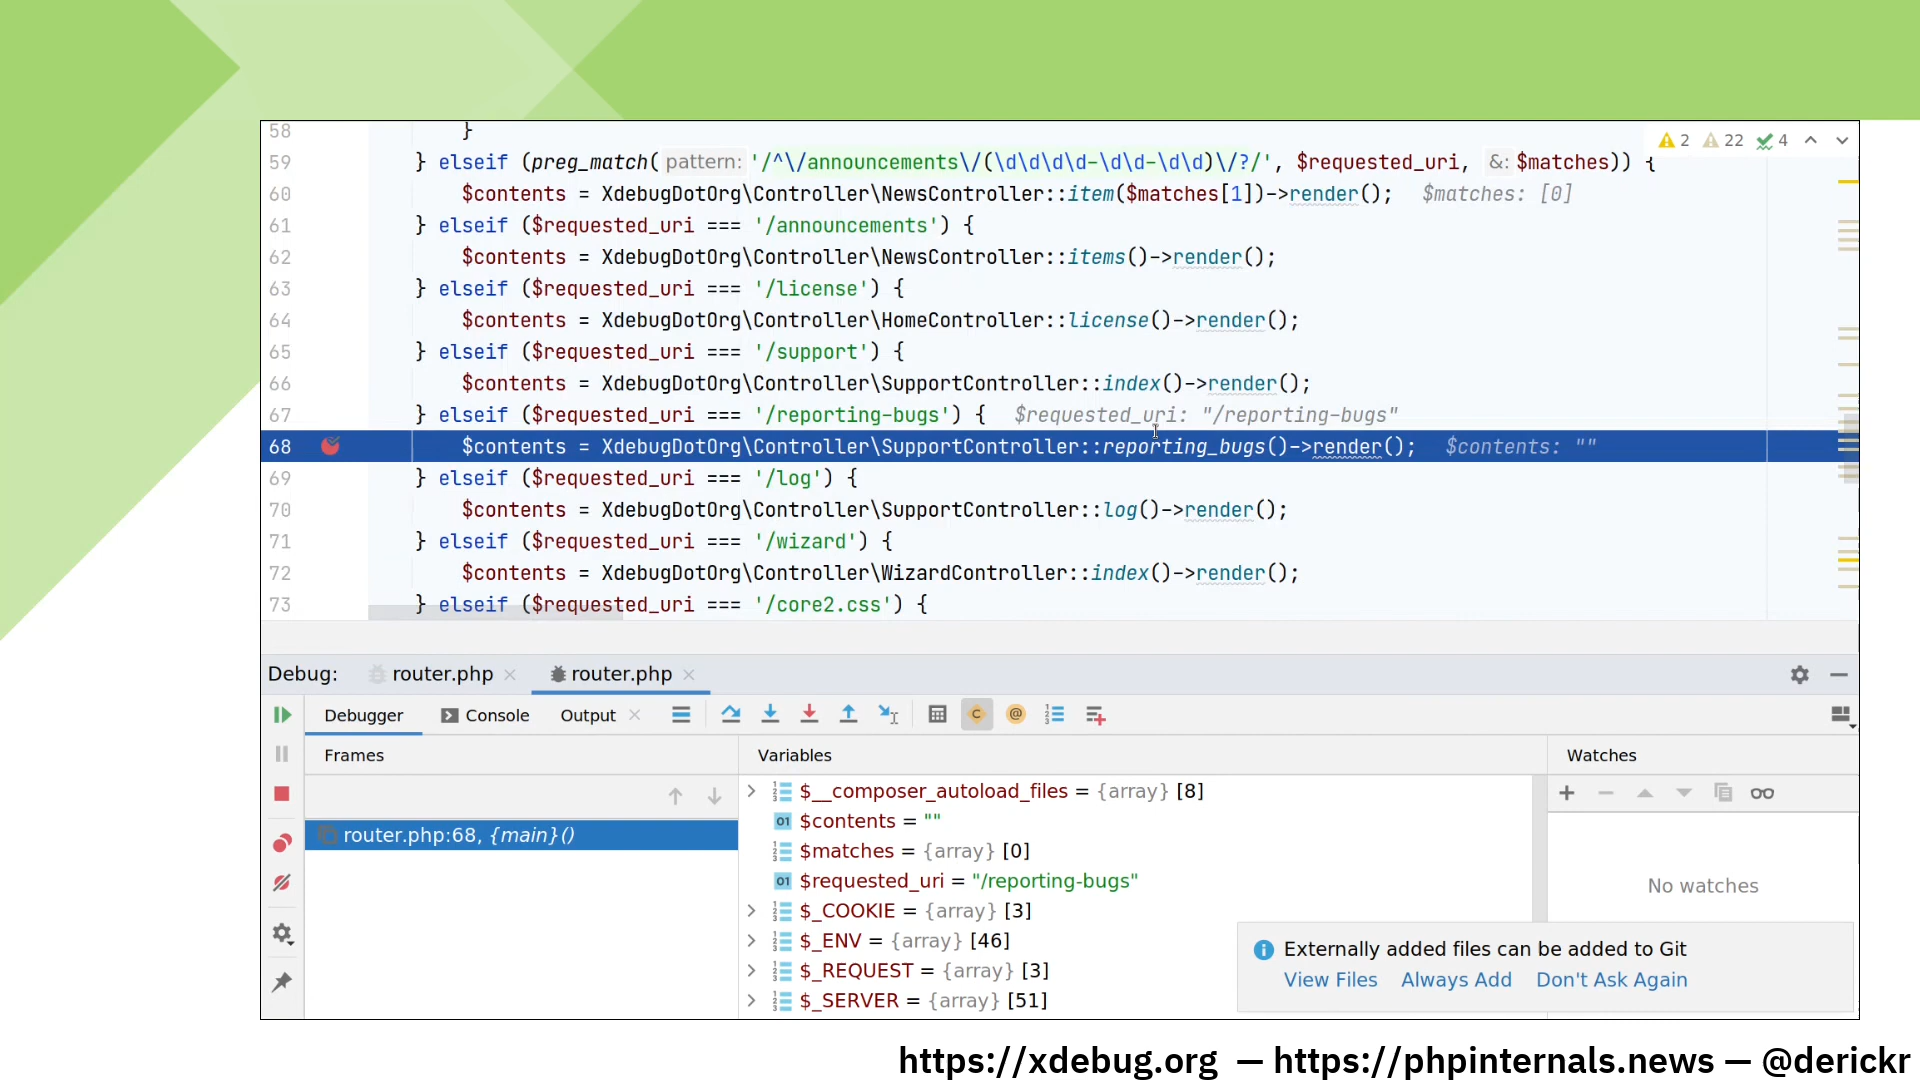 58 }
59 } elseif (preg_match( pattern: '/^\/announcements\/(\d\d\d\d-\d\d-\d\d)\/?/', $requested_uri, &: $matches)) {
2 22 4
60 $contents = XdebugDotOrg\Controller\NewsController::item($matches[1])->render(); $matches: [0]
61 } elseif ($requested_uri === '/announcements') {
62 $contents = XdebugDotOrg\Controller\NewsController::items()->render();
63 } elseif ($requested_uri === '/license') {
64 $contents = XdebugDotOrg\Controller\HomeController::license()->render();
65 } elseif ($requested_uri === '/support') {
66 $contents = XdebugDotOrg\Controller\SupportController::index()->render();
67 } elseif ($requested_uri === '/reporting-bugs') { $requested_uri: "/reporting-bugs"
68 $contents = XdebugDotOrg\Controller\SupportController::reporting_bugs()->render(); $contents: ""
69 } elseif ($requested_uri === '/log') {
70 $contents = XdebugDotOrg\Controller\SupportController::log()->render();
71 } elseif ($requested_uri === '/wizard') {
72 $contents = XdebugDotOrg\Controller\WizardController::index()->render();
73 } elseif ($requested_uri === '/core2.css') {
Debug: router.php router.php
Debugger Console Output
Frames Variables Watches
router.php:68, {main}()
$__composer_autoload_files = {array} [8]
$contents = ""
$matches = {array} [0]
$requested_uri = "/reporting-bugs"
$_COOKIE = {array} [3]
$_ENV = {array} [46]
$_REQUEST = {array} [3]
$_SERVER = {array} [51]
No watches
Externally added files can be added to Git
View Files Always Add Don't Ask Again
https://xdebug.org — https://phpinternals.news — @derickr